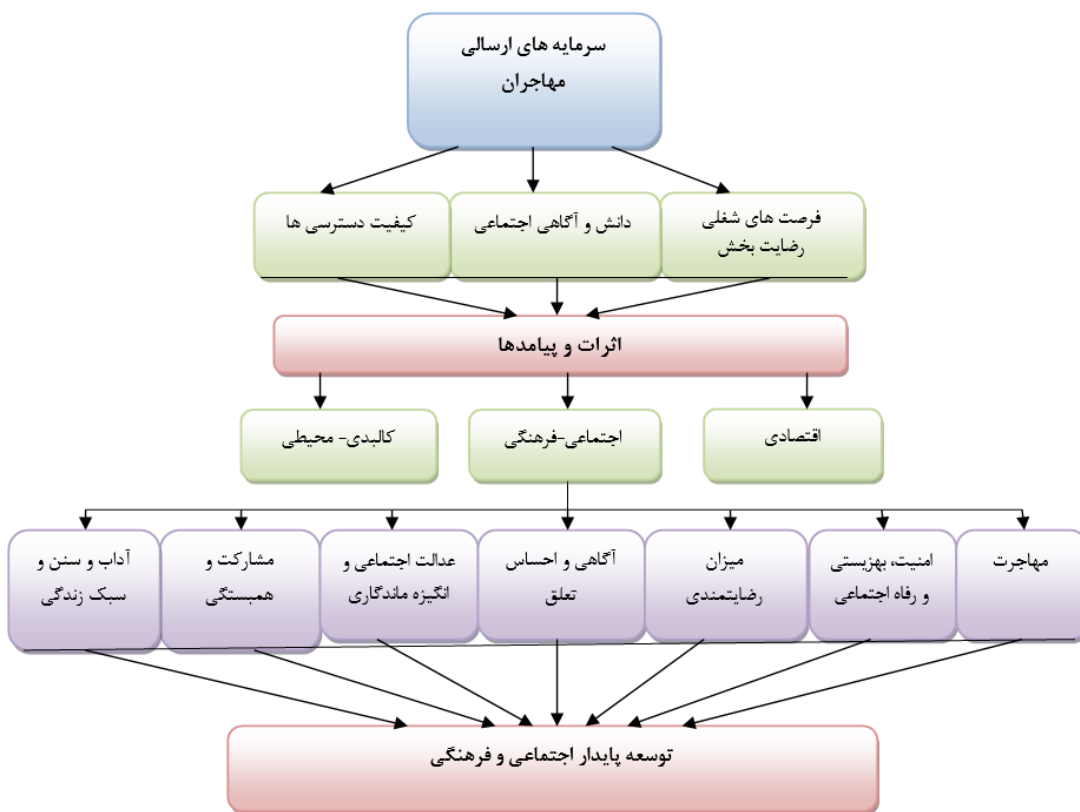 سرمایه های ارسالی
مهاجران
فرصت های شغلی
رضایت بخش
دانش و آگاهی اجتماعی
کیفیت دسترسی ها
اثرات و پیامدها
اقتصادی
اجتماعی-فرهنگی
کالبدی- محیطی
مهاجرت
امنیت، بهزیستی
و رفاه اجتماعی
میزان
رضایتمندی
آگاهی و احساس
تعلق
عدالت اجتماعی و
انگیزه ماندگاری
مشارکت و
همبستگی
آداب و سنن و
سبک زندگی
توسعه پایدار اجتماعی و فرهنگی